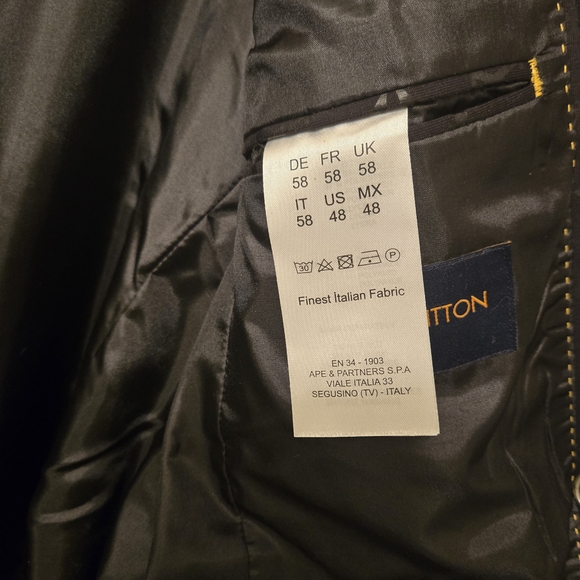 DE FR UK
58 58 58
IT US MX
58 48 48
30 P
Finest Italian Fabric
ITTON
EN 34 - 1903
APE & PARTNERS S.P.A
VIALE ITALIA 33
SEGUSINO (TV) - ITALY